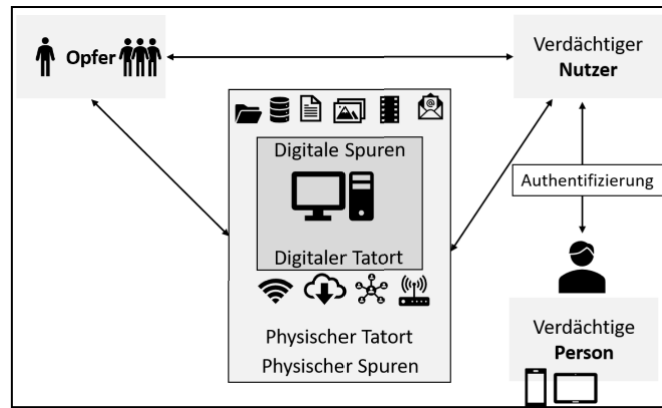 Opfer
Verdächtiger
Nutzer
Digitale Spuren
Digitaler Tatort
Physischer Tatort
Physischer Spuren
Authentifizierung
Verdächtige
Person